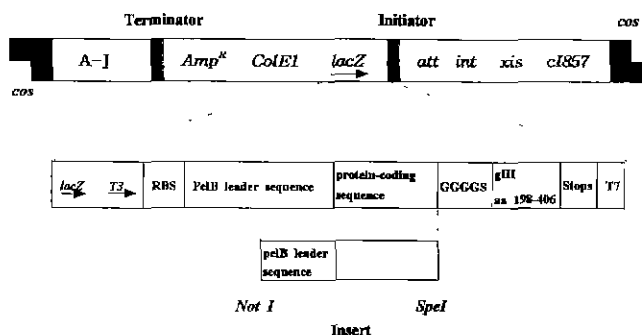 Terminator Initiator cos
A-J Amp^R ColE1 lacZ att int xis cI857
cos
lacZ T3 RBS PelB leader sequence protein-coding sequence GGGGS gIII aa 198-406 Stops T7
pelB leader sequence
Not I SpeI
Insert